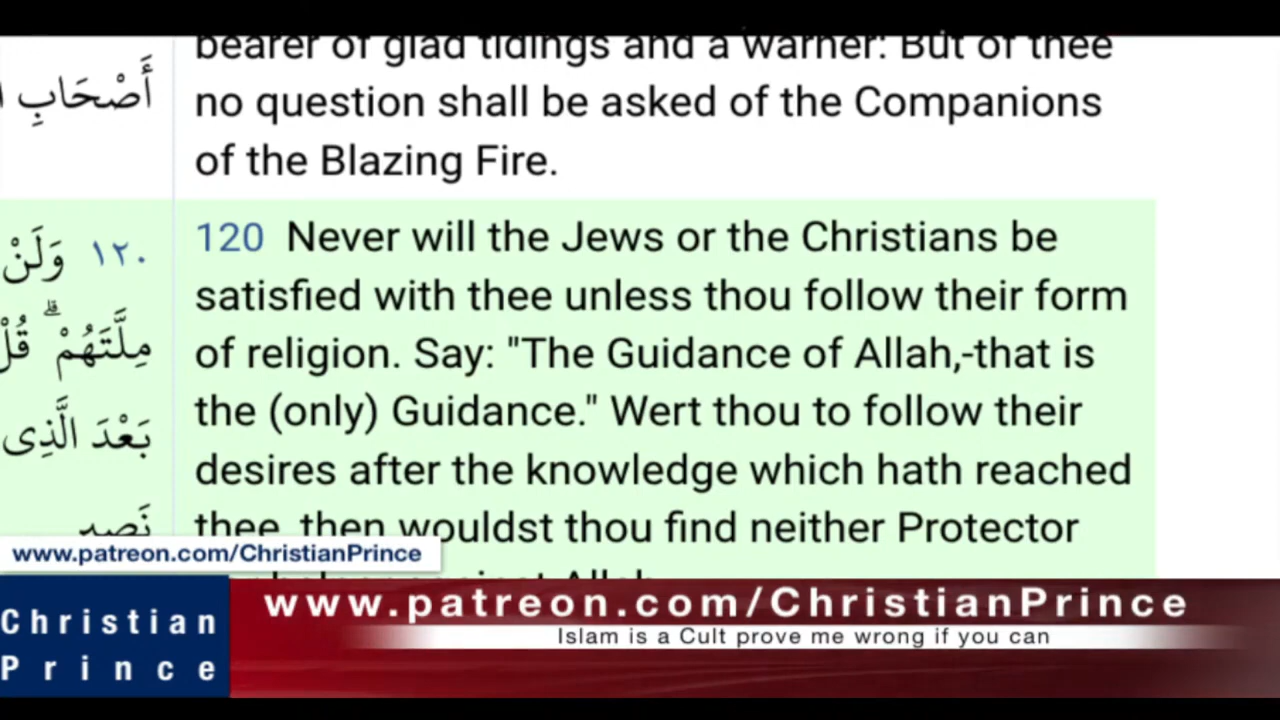 bearer of glad tidings and a warner: But of thee
أَصْحَابِ
no question shall be asked of the Companions
of the Blazing Fire.
١٢٠ وَلَنْ
120 Never will the Jews or the Christians be
satisfied with thee unless thou follow their form
مِلَّتَهُمْ ۗ قُلْ
of religion. Say: "The Guidance of Allah,-that is
the (only) Guidance." Wert thou to follow their
بَعْدَ الَّذِى
desires after the knowledge which hath reached
thee, then wouldst thou find neither Protector
Allah
www.patreon.com/ChristianPrince
Christian
Prince
www.patreon.com/ChristianPrince
Islam is a Cult prove me wrong if you can